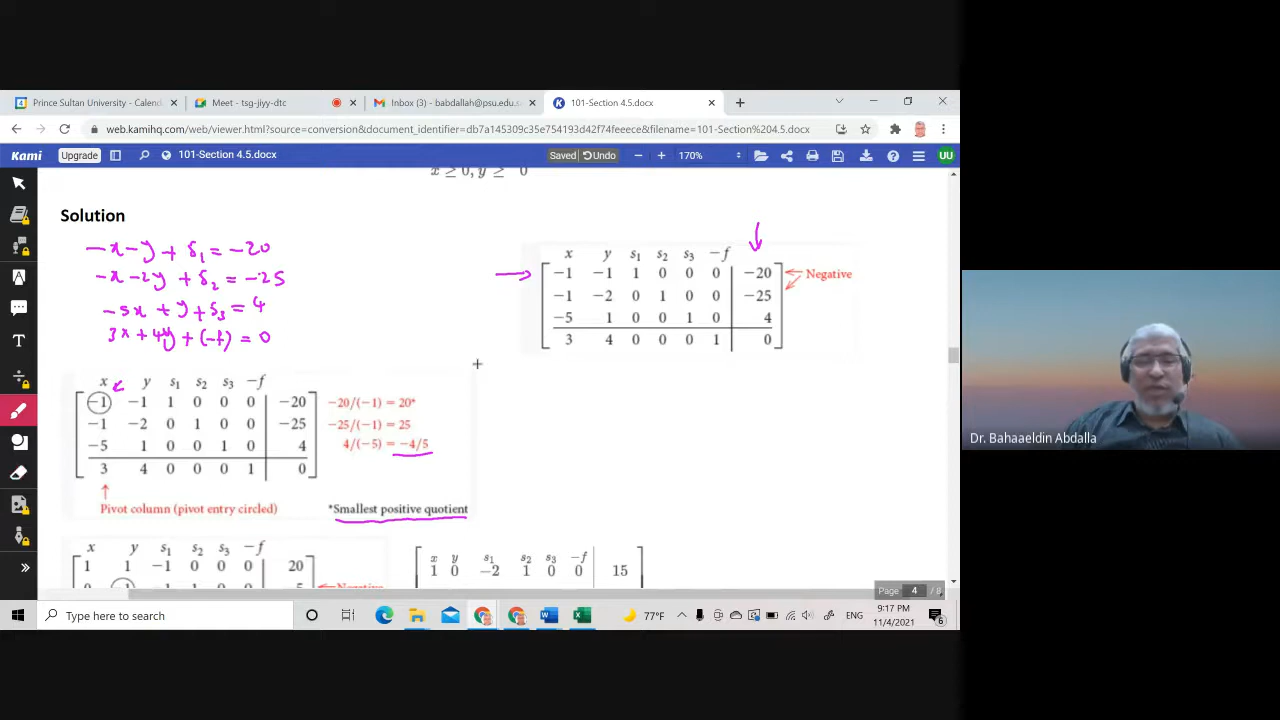 Prince Sultan University - Calend
Meet - tsg-jiyy-dtc
Inbox (3) - babdallah@psu.edu.s
101-Section 4.5.docx
web.kamihq.com/web/viewer.html?source=conversion&document_identifier=db7a145309c35e754193d42f74feeece&filename=101-Section%204.5.docx
Kami Upgrade 101-Section 4.5.docx Saved Undo 170% UU
x ≥ 0, y ≥ 0
Solution
-x-y + s₁ = -20
-x-2y + s₂ = -25
-5x + y + s₃ = 4
3x + 4y + (-f) = 0
x y s₁ s₂ s₃ -f
-1 -1 1 0 0 0 -20 Negative
-1 -2 0 1 0 0 -25
-5 1 0 0 1 0 4
3 4 0 0 0 1 0
x y s₁ s₂ s₃ -f
-1 -1 1 0 0 0 -20 -20/(-1) = 20*
-1 -2 0 1 0 0 -25 -25/(-1) = 25
-5 1 0 0 1 0 4 4/(-5) = -4/5
3 4 0 0 0 1 0
Pivot column (pivot entry circled) *Smallest positive quotient
x y s₁ s₂ s₃ -f
1 1 -1 0 0 0 20
x y s₁ s₂ s₃ -f
1 0 -2 1 0 0 15
Page 4 / 8
Type here to search
77°F
ENG
9:17 PM
11/4/2021
6
Dr. Bahaaeldin Abdalla